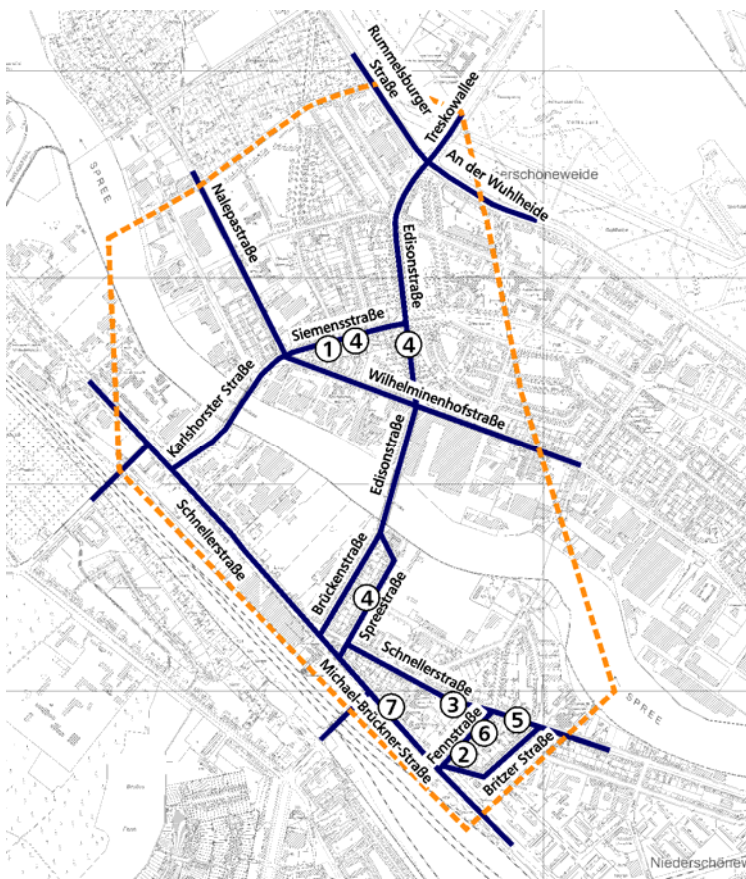 Rummelsburger
Straße
Treskowallee
An der Wuhlheide
erschöneweide
SPREE
Nalepastraße
Edisonstraße
Siemensstraße
1
4
4
Karlshorster Straße
Wilhelminenhofstraße
Edisonstraße
Schnellerstraße
Brückenstraße
4
Spreestraße
Schnellerstraße
Michael-Brückner-Straße
7
3
5
Fennstraße
6
2
Britzer Straße
SPREE
Niederschönew